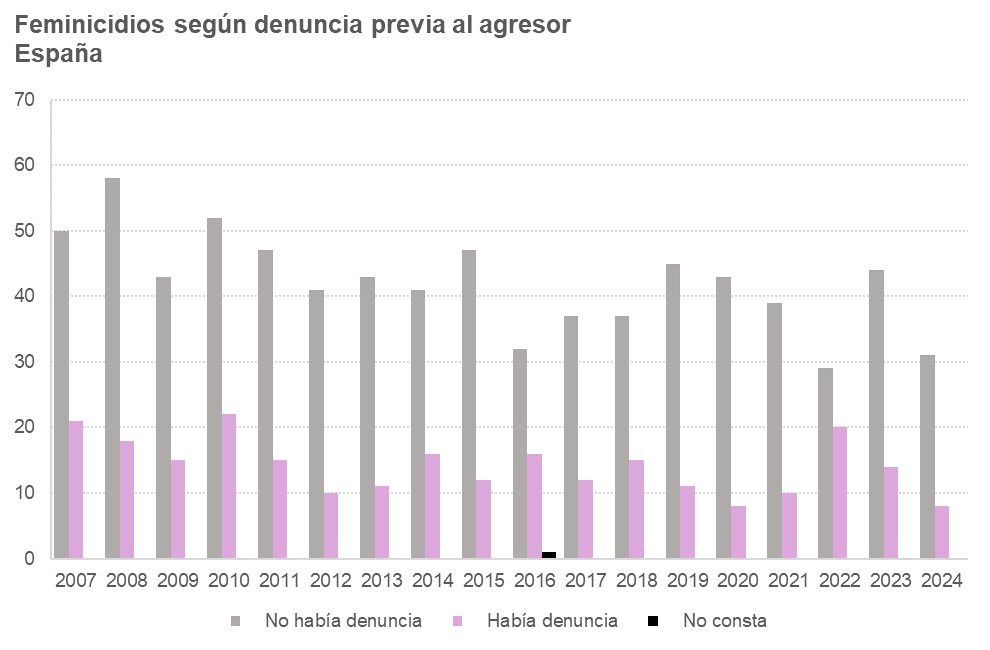 Feminicidios según denuncia previa al agresor
España
70
60
50
40
30
20
10
0
2007 2008 2009 2010 2011 2012 2013 2014 2015 2016 2017 2018 2019 2020 2021 2022 2023 2024
No había denuncia Había denuncia No consta